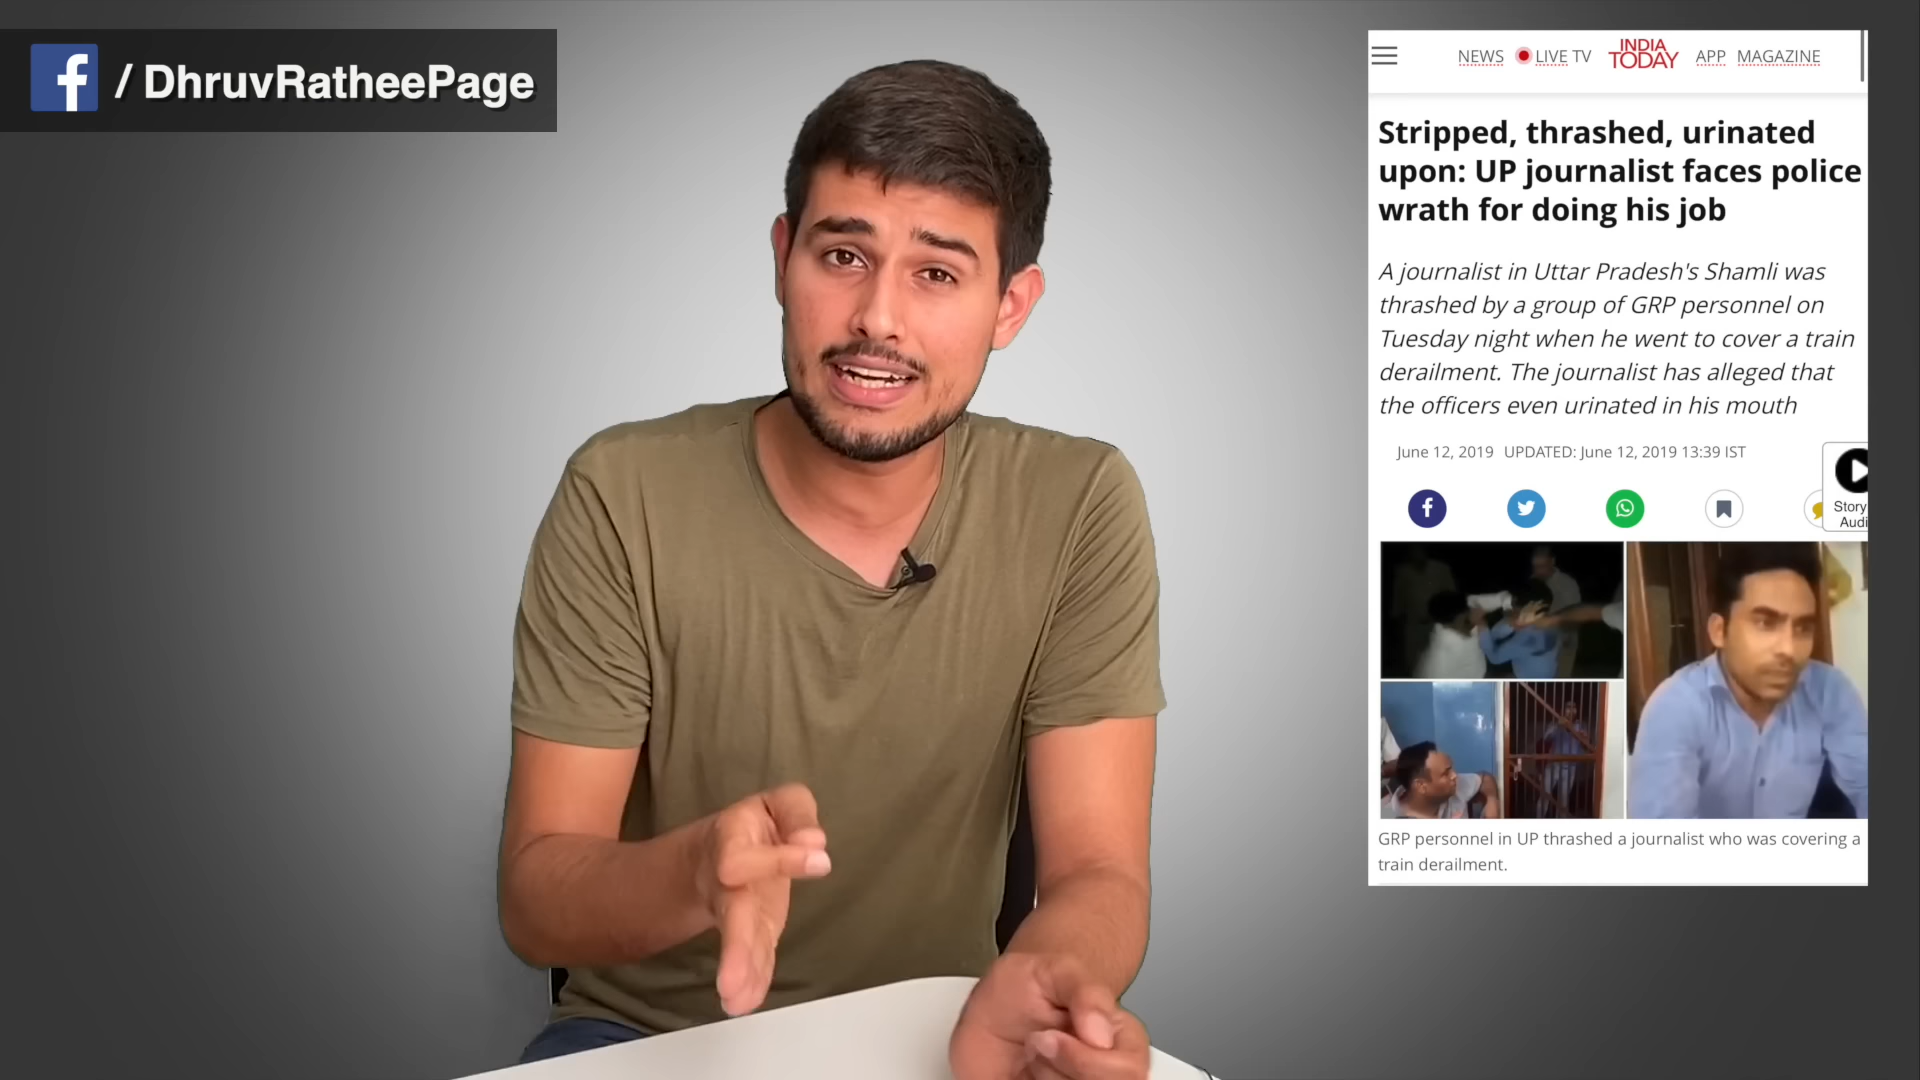 f / DhruvRatheePage
NEWS LIVE TV INDIA TODAY APP MAGAZINE
Stripped, thrashed, urinated
upon: UP journalist faces police
wrath for doing his job
A journalist in Uttar Pradesh's Shamli was
thrashed by a group of GRP personnel on
Tuesday night when he went to cover a train
derailment. The journalist has alleged that
the officers even urinated in his mouth
June 12, 2019 UPDATED: June 12, 2019 13:39 IST
Story
Audi
GRP personnel in UP thrashed a journalist who was covering a
train derailment.